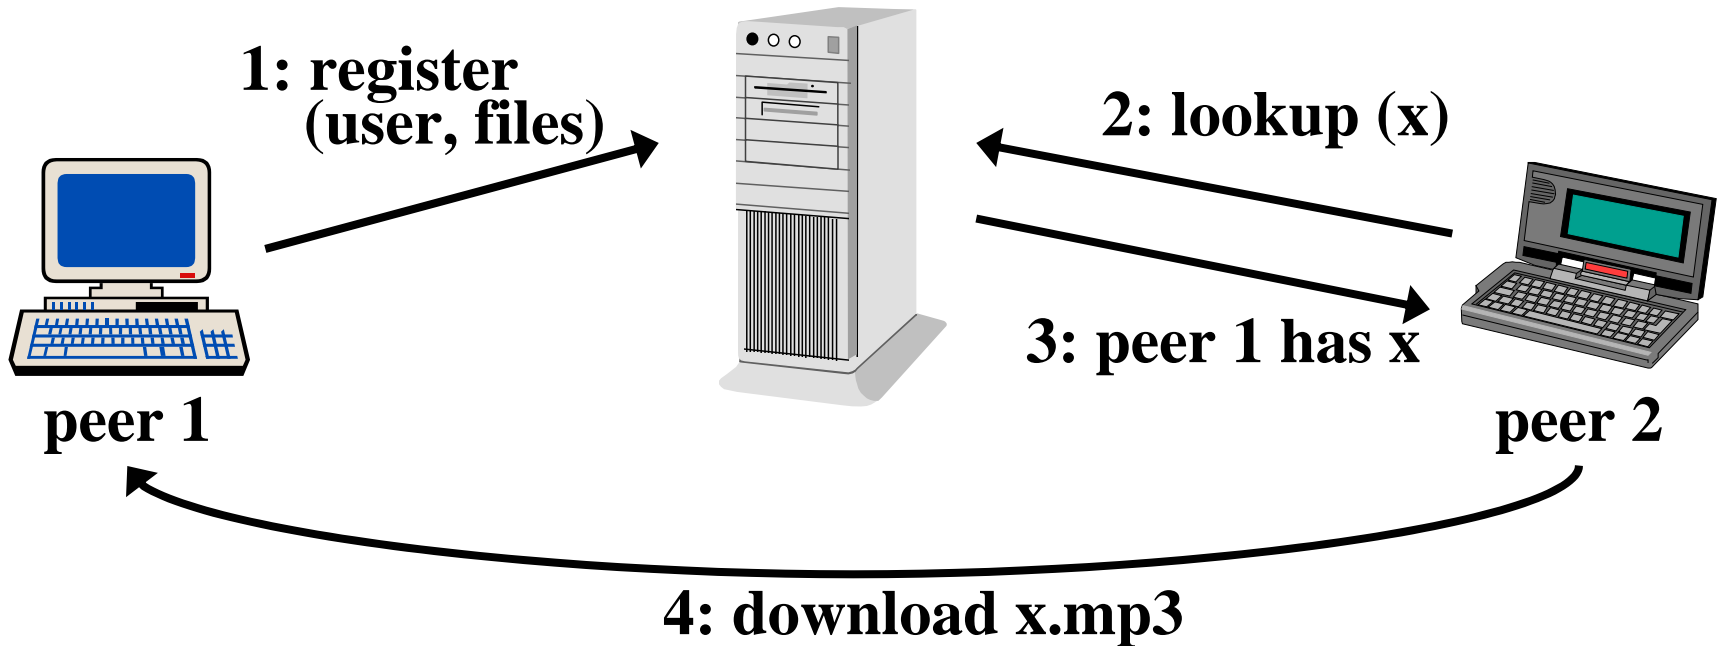 1: register
(user, files)
2: lookup (x)
3: peer 1 has x
peer 1
peer 2
4: download x.mp3